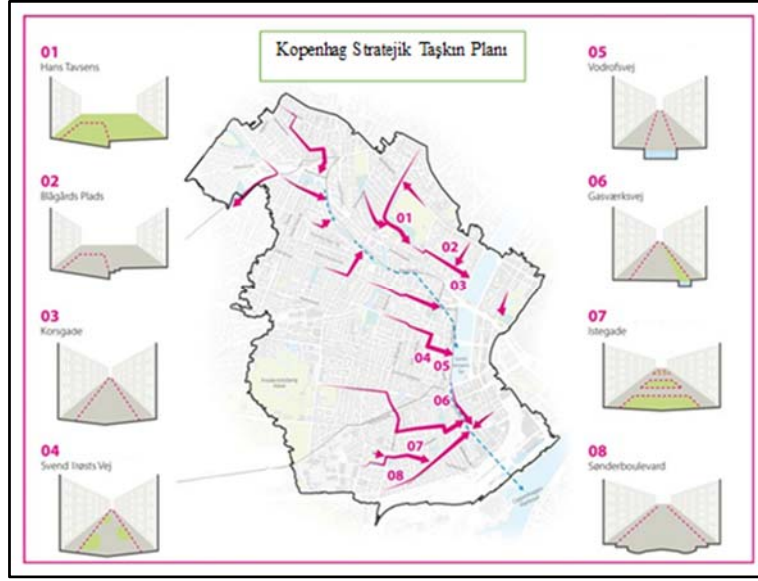 Kopenhag Stratejik Taşkın Planı
01
Hans Tavsens
02
Blågårds Plads
03
Korsgade
04
Svend Trøsts Vej
05
Vodrofsvej
06
Gasværksvej
07
Istegade
08
Sønderboulevard
01
02
03
04
05
06
07
08